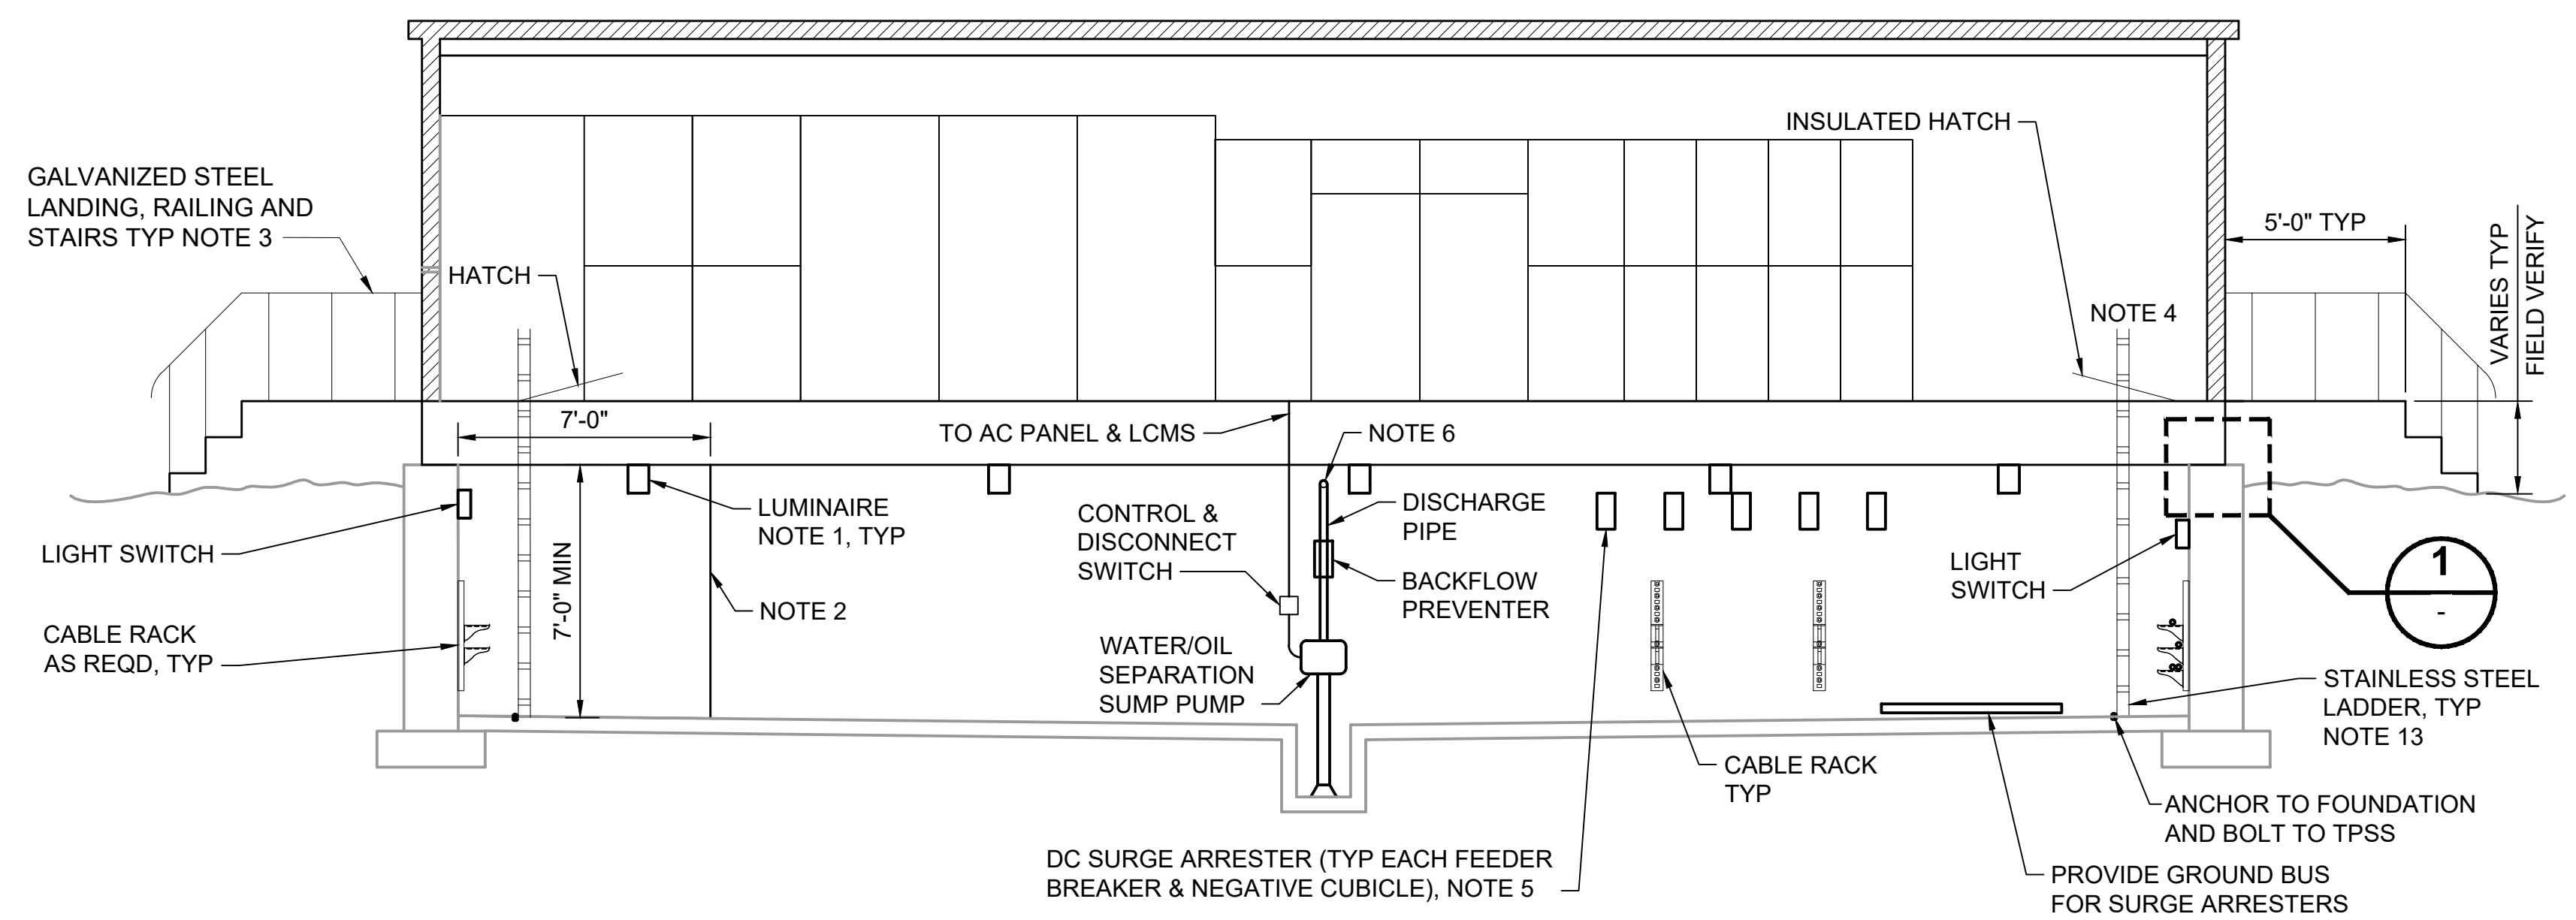 INSULATED HATCH
GALVANIZED STEEL
LANDING, RAILING AND
STAIRS TYP NOTE 3
5'-0" TYP
VARIES TYP
FIELD VERIFY
HATCH
NOTE 4
7'-0"
TO AC PANEL & LCMS
NOTE 6
LUMINAIRE
NOTE 1, TYP
CONTROL &
DISCONNECT
SWITCH
DISCHARGE
PIPE
LIGHT SWITCH
7'-0" MIN
BACKFLOW
PREVENTER
LIGHT
SWITCH
1
-
NOTE 2
CABLE RACK
AS REQD, TYP
WATER/OIL
SEPARATION
SUMP PUMP
STAINLESS STEEL
LADDER, TYP
NOTE 13
CABLE RACK
TYP
ANCHOR TO FOUNDATION
AND BOLT TO TPSS
DC SURGE ARRESTER (TYP EACH FEEDER
BREAKER & NEGATIVE CUBICLE), NOTE 5
PROVIDE GROUND BUS
FOR SURGE ARRESTERS